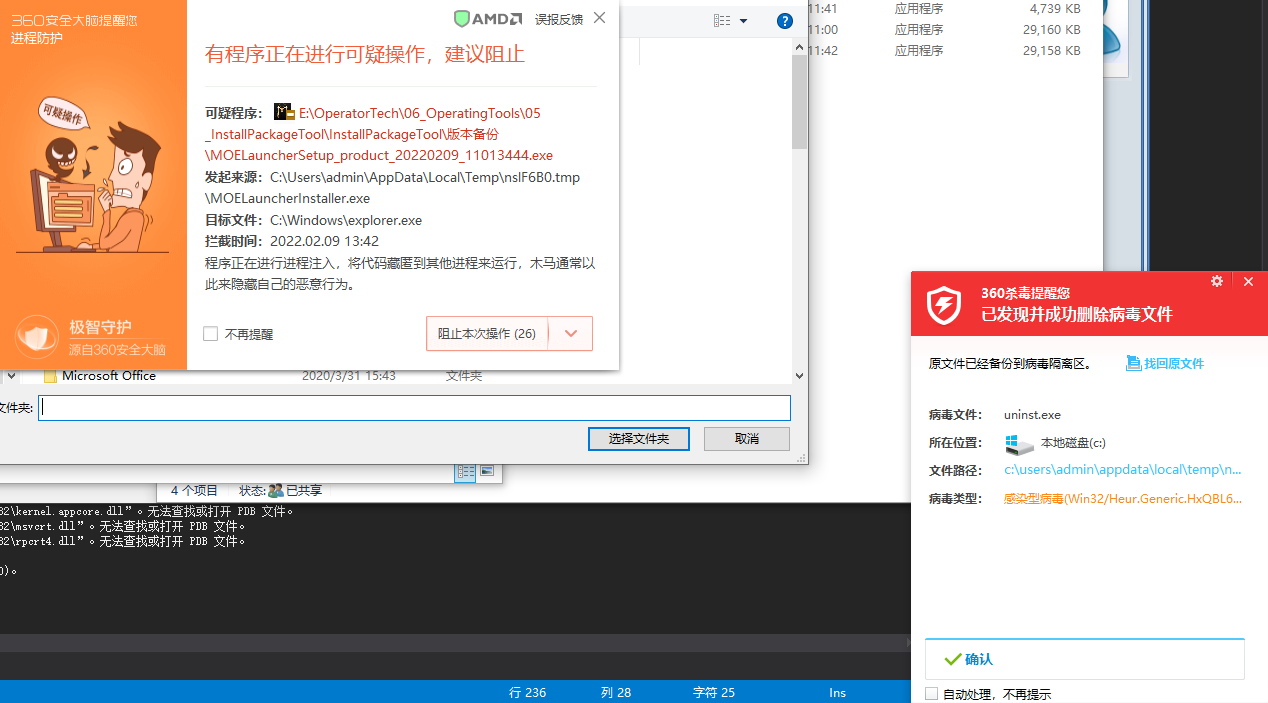 360安全大脑提醒您
进程防护
可疑操作
极智守护
源自360安全大脑
AMD
误报反馈
有程序正在进行可疑操作，建议阻止
可疑程序： E:\OperatorTech\06_OperatingTools\05
_InstallPackageTool\InstallPackageTool\版本备份
\MOELauncherSetup_product_20220209_11013444.exe
发起来源： C:\Users\admin\AppData\Local\Temp\nslF6B0.tmp
\MOELauncherInstaller.exe
目标文件： C:\Windows\explorer.exe
拦截时间： 2022.02.09 13:42
程序正在进行进程注入，将代码藏匿到其他进程来运行，木马通常以
此来隐藏自己的恶意行为。
不再提醒
阻止本次操作 (26)
?
11:41 应用程序 4,739 KB
11:00 应用程序 29,160 KB
11:42 应用程序 29,158 KB
Microsoft Office 2020/3/31 15:43 文件夹
文件夹:
选择文件夹 取消
4 个项目 状态: 已共享
32\kernel.appcore.dll”。无法查找或打开 PDB 文件。
32\msvcrt.dll”。无法查找或打开 PDB 文件。
32\rpcrt4.dll”。无法查找或打开 PDB 文件。
0)。
行 236 列 28 字符 25 Ins
360杀毒提醒您
已发现并成功删除病毒文件
原文件已经备份到病毒隔离区。 找回原文件
病毒文件： uninst.exe
所在位置： 本地磁盘(c:)
文件路径： c:\users\admin\appdata\local\temp\n...
病毒类型： 感染型病毒(Win32/Heur.Generic.HxQBL6...
确认
自动处理，不再提示